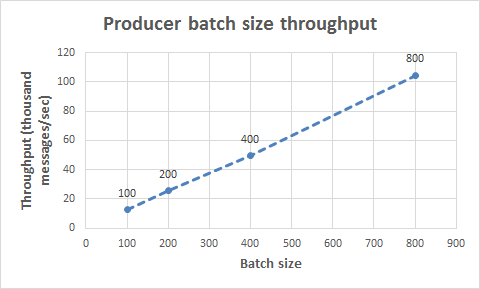 Producer batch size throughput
Throughput (thousand
messages/sec)
120
100
80
60
40
20
0
100
200
400
800
0 100 200 300 400 500 600 700 800 900
Batch size